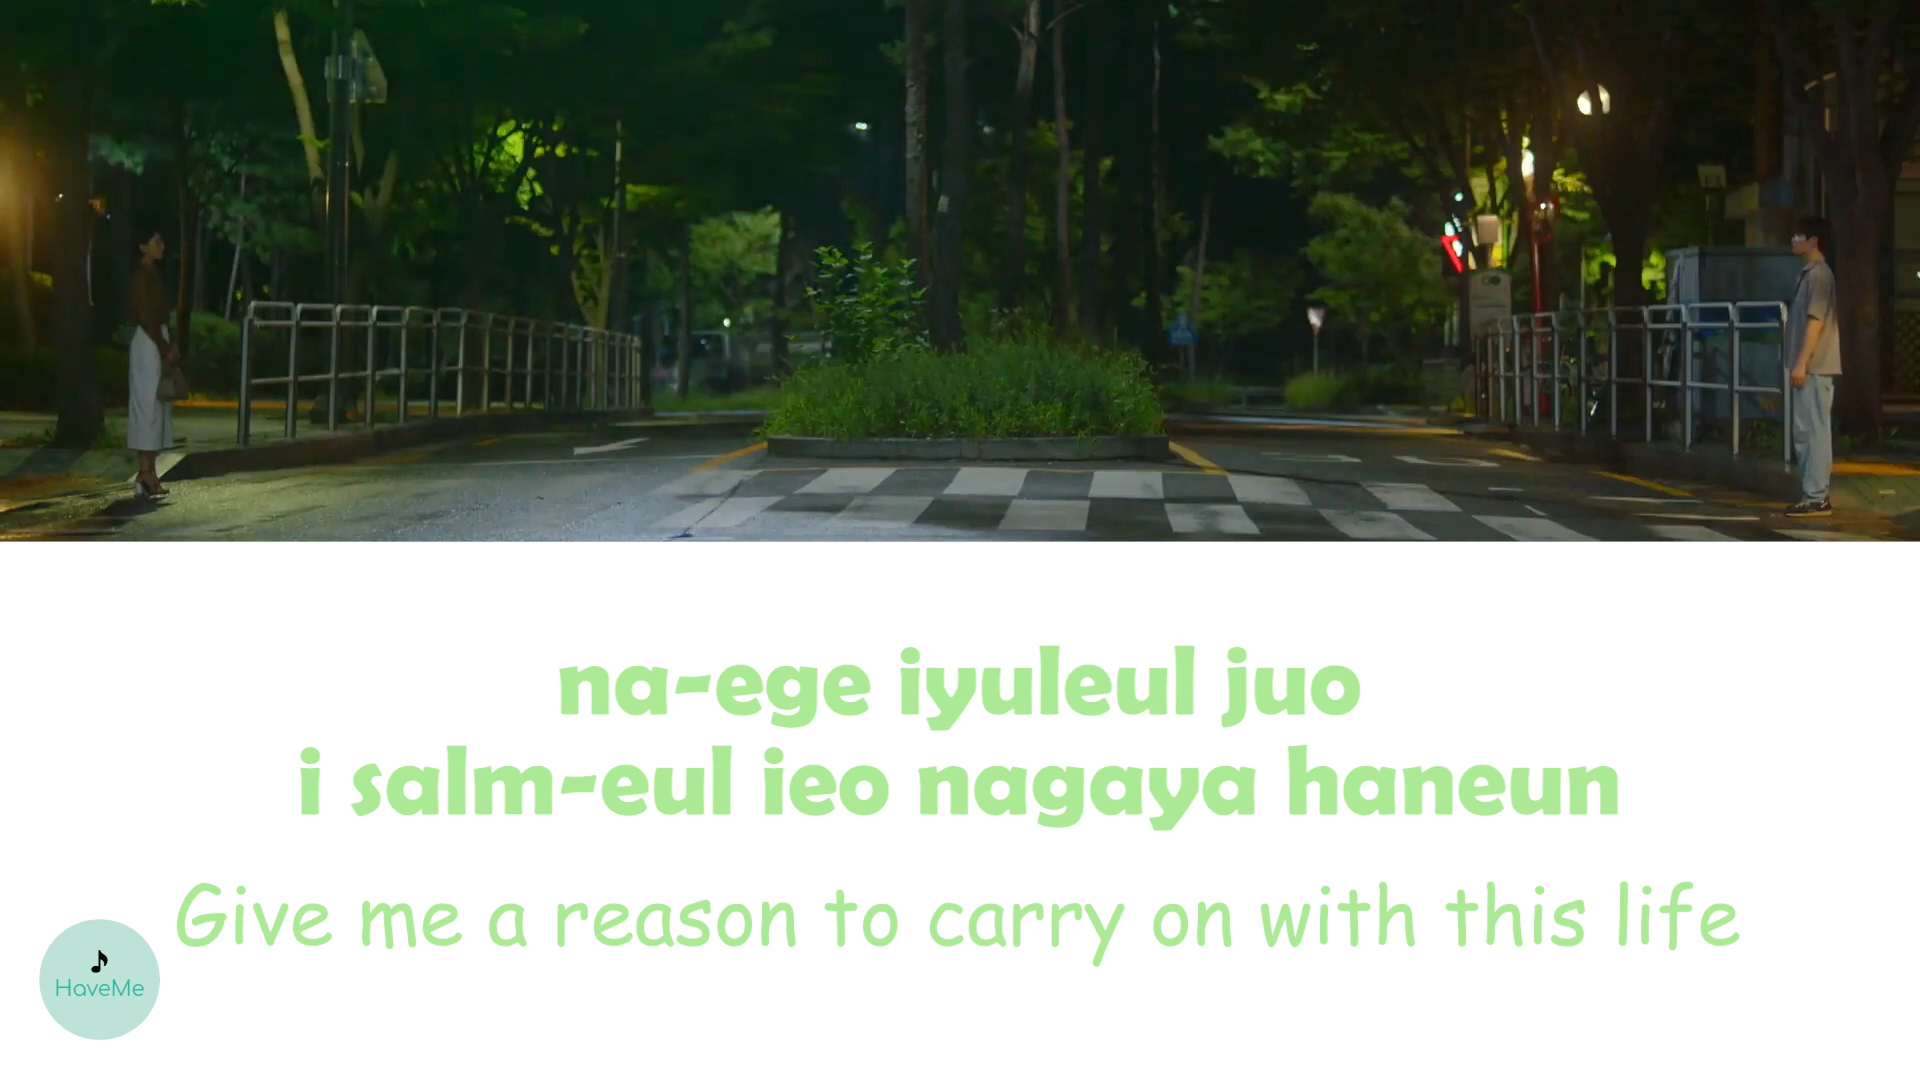 na-ege iyuleul juo
i salm-eul ieo nagaya haneun
Give me a reason to carry on with this life
HaveMe